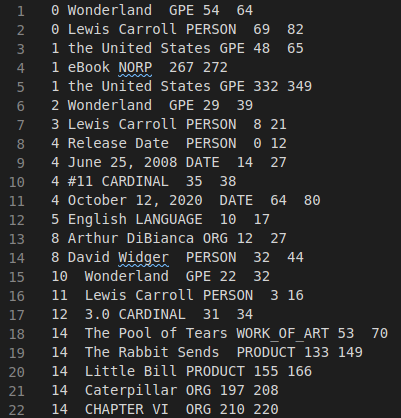 1 0 Wonderland GPE 54 64
2 0 Lewis Carroll PERSON 69 82
3 1 the United States GPE 48 65
4 1 eBook NORP 267 272
5 1 the United States GPE 332 349
6 2 Wonderland GPE 29 39
7 3 Lewis Carroll PERSON 8 21
8 4 Release Date PERSON 0 12
9 4 June 25, 2008 DATE 14 27
10 4 #11 CARDINAL 35 38
11 4 October 12, 2020 DATE 64 80
12 5 English LANGUAGE 10 17
13 8 Arthur DiBianca ORG 12 27
14 8 David Widger PERSON 32 44
15 10 Wonderland GPE 22 32
16 11 Lewis Carroll PERSON 3 16
17 12 3.0 CARDINAL 31 34
18 14 The Pool of Tears WORK_OF_ART 53 70
19 14 The Rabbit Sends PRODUCT 133 149
20 14 Little Bill PRODUCT 155 166
21 14 Caterpillar ORG 197 208
22 14 CHAPTER VI ORG 210 220